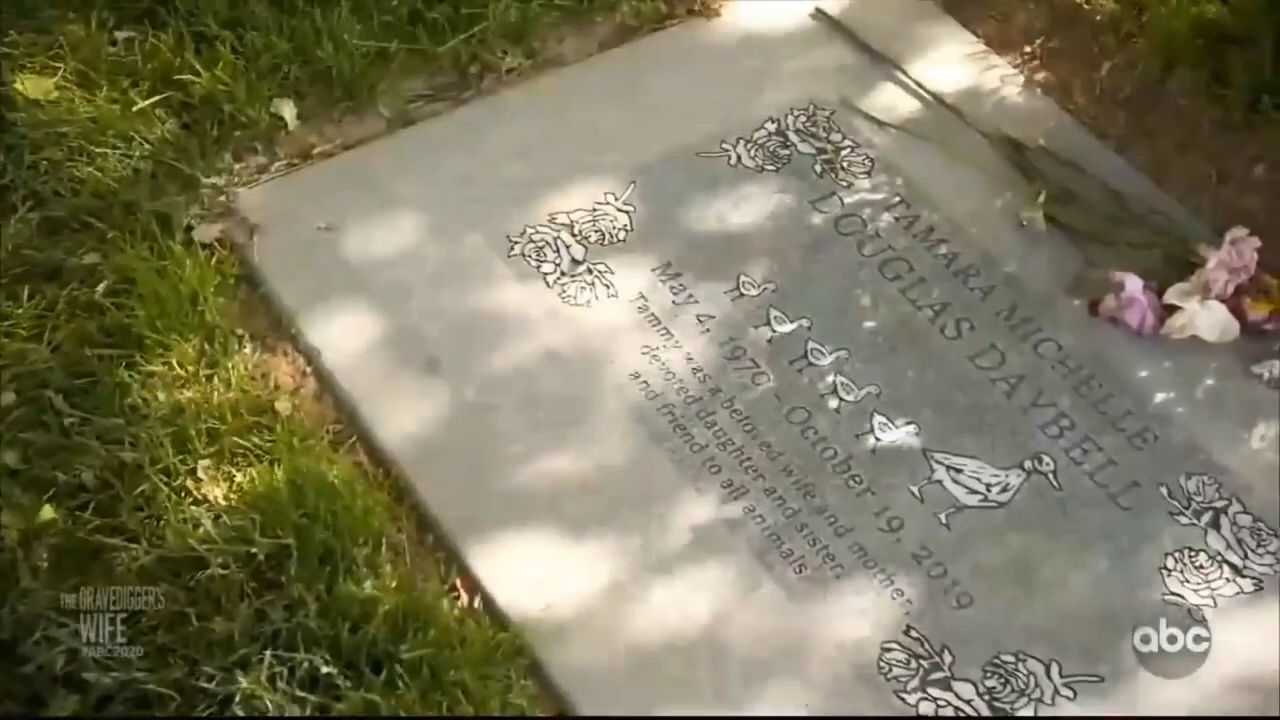 TAMARA MICHELLE
DOUGLAS DAYBELL
May 4, 1970 - October 19, 2019
Tammy was a beloved wife and mother,
devoted daughter and sister,
and friend to all animals
THE GRAVEDIGGER'S
WIFE
#ABC2020
abc